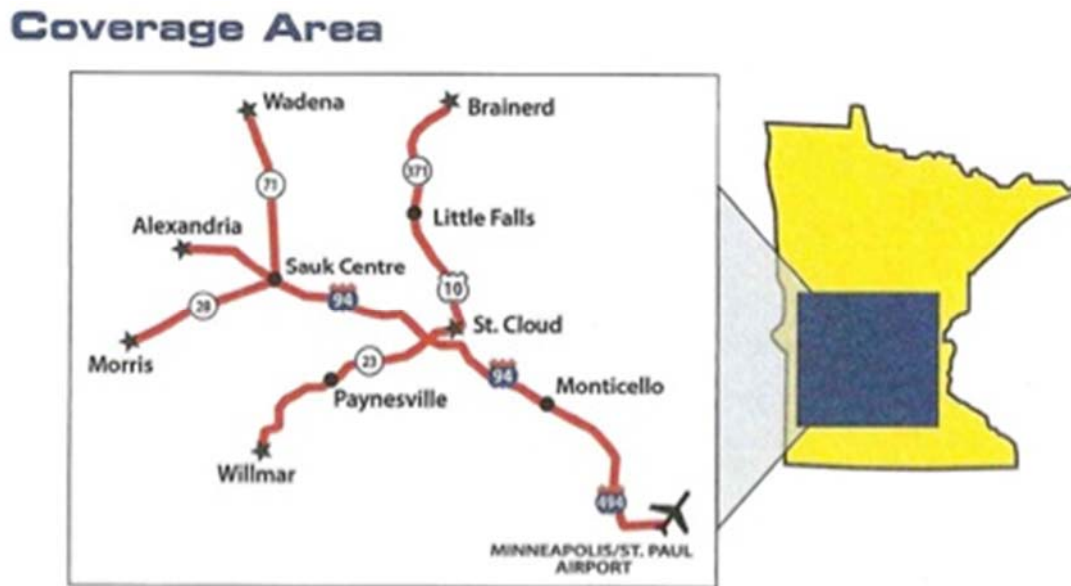 Coverage Area
Wadena
Brainerd
371
71
Little Falls
Alexandria
Sauk Centre
10
94
28
St. Cloud
Morris
23
94
Monticello
Paynesville
Willmar
494
MINNEAPOLIS/ST. PAUL
AIRPORT